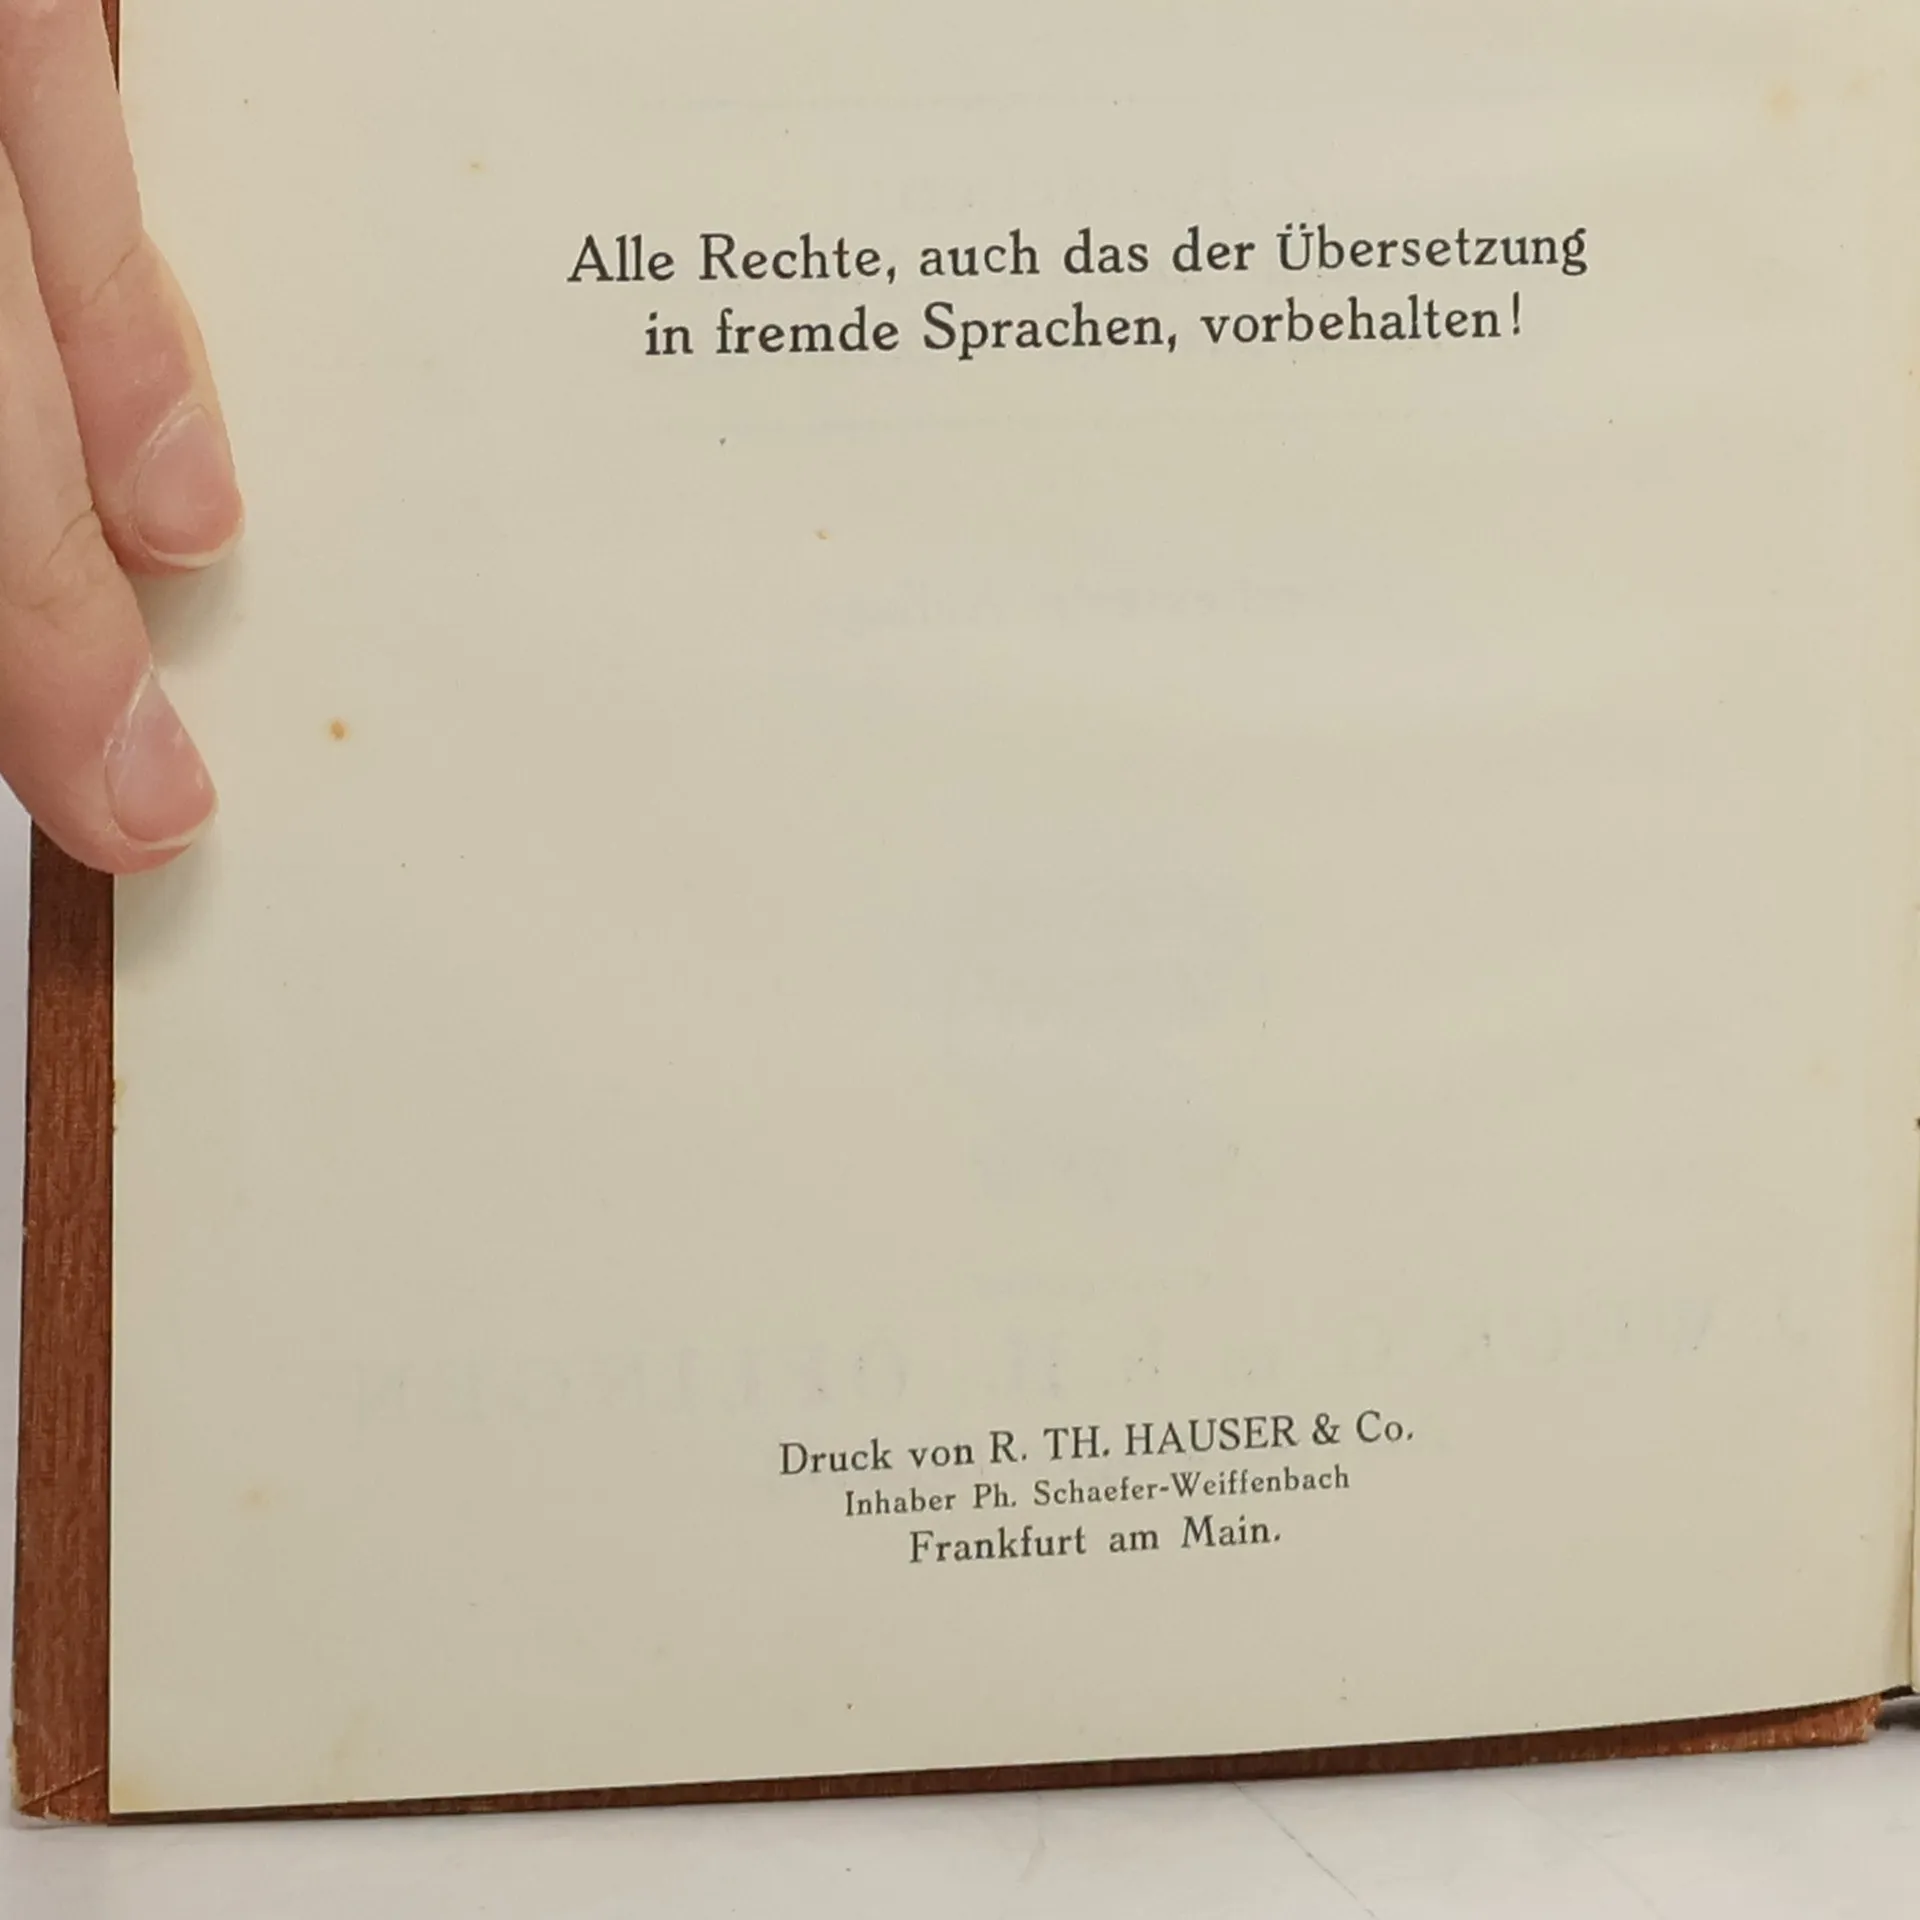 Alle Rechte, auch das der Übersetzung
in fremde Sprachen, vorbehalten!
Druck von R. TH. HAUSER & Co.
Inhaber Ph. Schaefer-Weiffenbach
Frankfurt am Main.